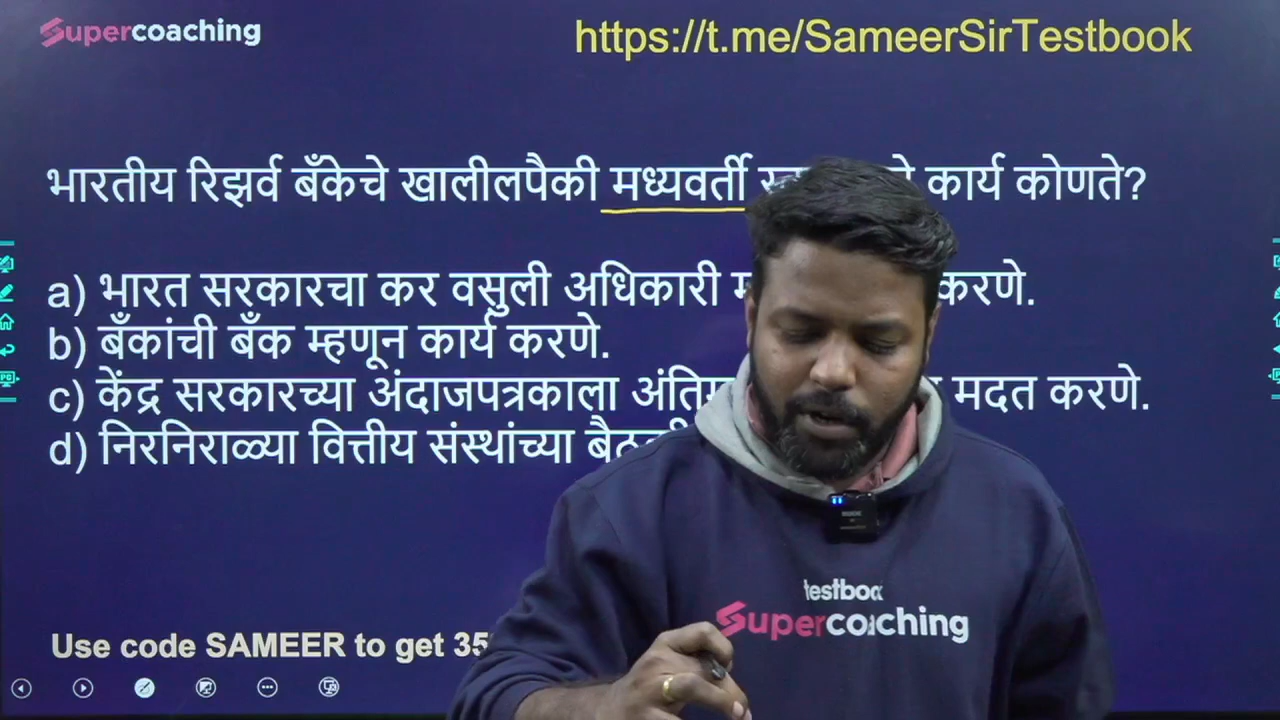 Supercoaching
https://t.me/SameerSirTestbook
भारतीय रिझर्व बँकेचे खालीलपैकी मध्यवर्ती कार्य कोणते?
a) भारत सरकारचा कर वसुली अधिकारी करणे.
b) बँकांची बँक म्हणून कार्य करणे.
c) केंद्र सरकारच्या अंदाजपत्रकाला मदत करणे.
d) निरनिराळ्या वित्तीय संस्थांच्या
testbook
Supercoaching
Use code SAMEER to get 35